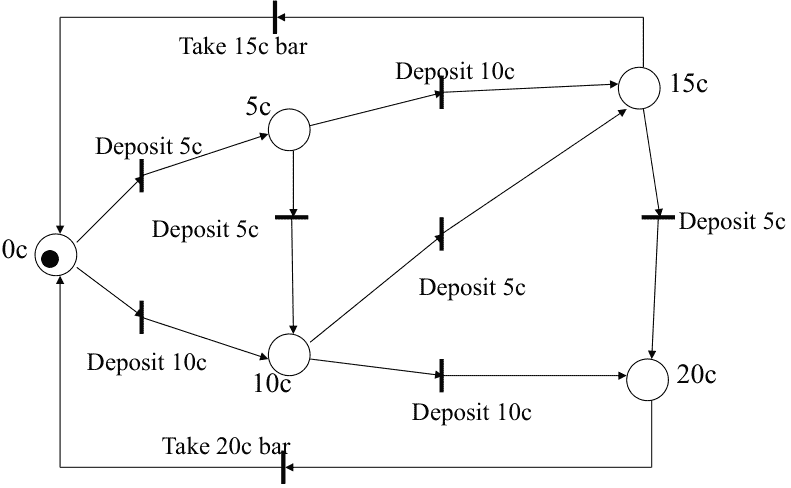 Take 15c bar
Deposit 10c
15c
5c
Deposit 5c
Deposit 5c
Deposit 5c
0c
Deposit 5c
Deposit 10c
10c
20c
Deposit 10c
Take 20c bar